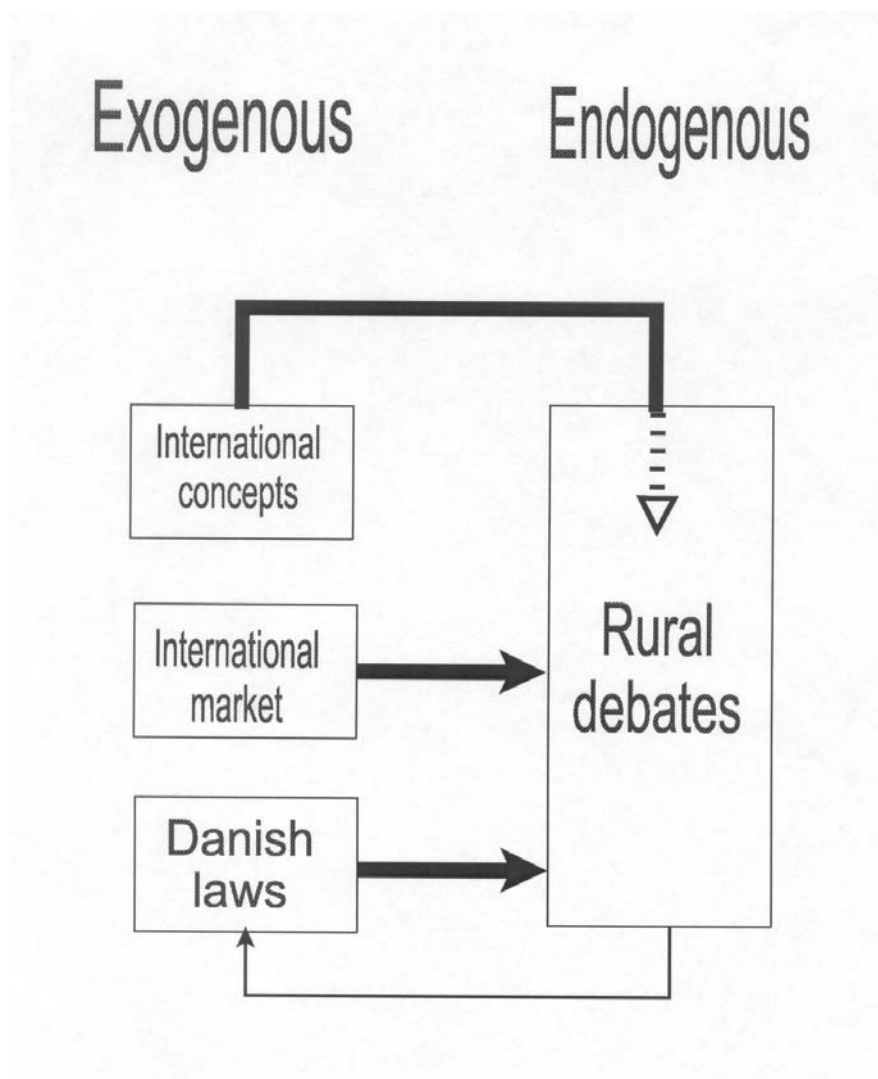 Exogenous
Endogenous
International
concepts
International
market
Rural
debates
Danish
laws